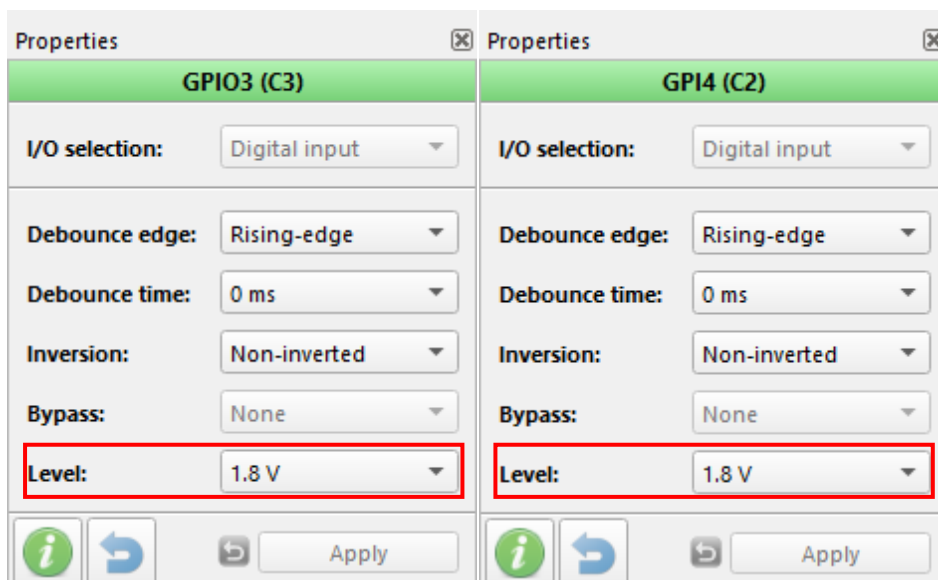 Properties
GPIO3 (C3)
I/O selection: Digital input
Debounce edge: Rising-edge
Debounce time: 0 ms
Inversion: Non-inverted
Bypass: None
Level: 1.8 V
Apply
Properties
GPI4 (C2)
I/O selection: Digital input
Debounce edge: Rising-edge
Debounce time: 0 ms
Inversion: Non-inverted
Bypass: None
Level: 1.8 V
Apply